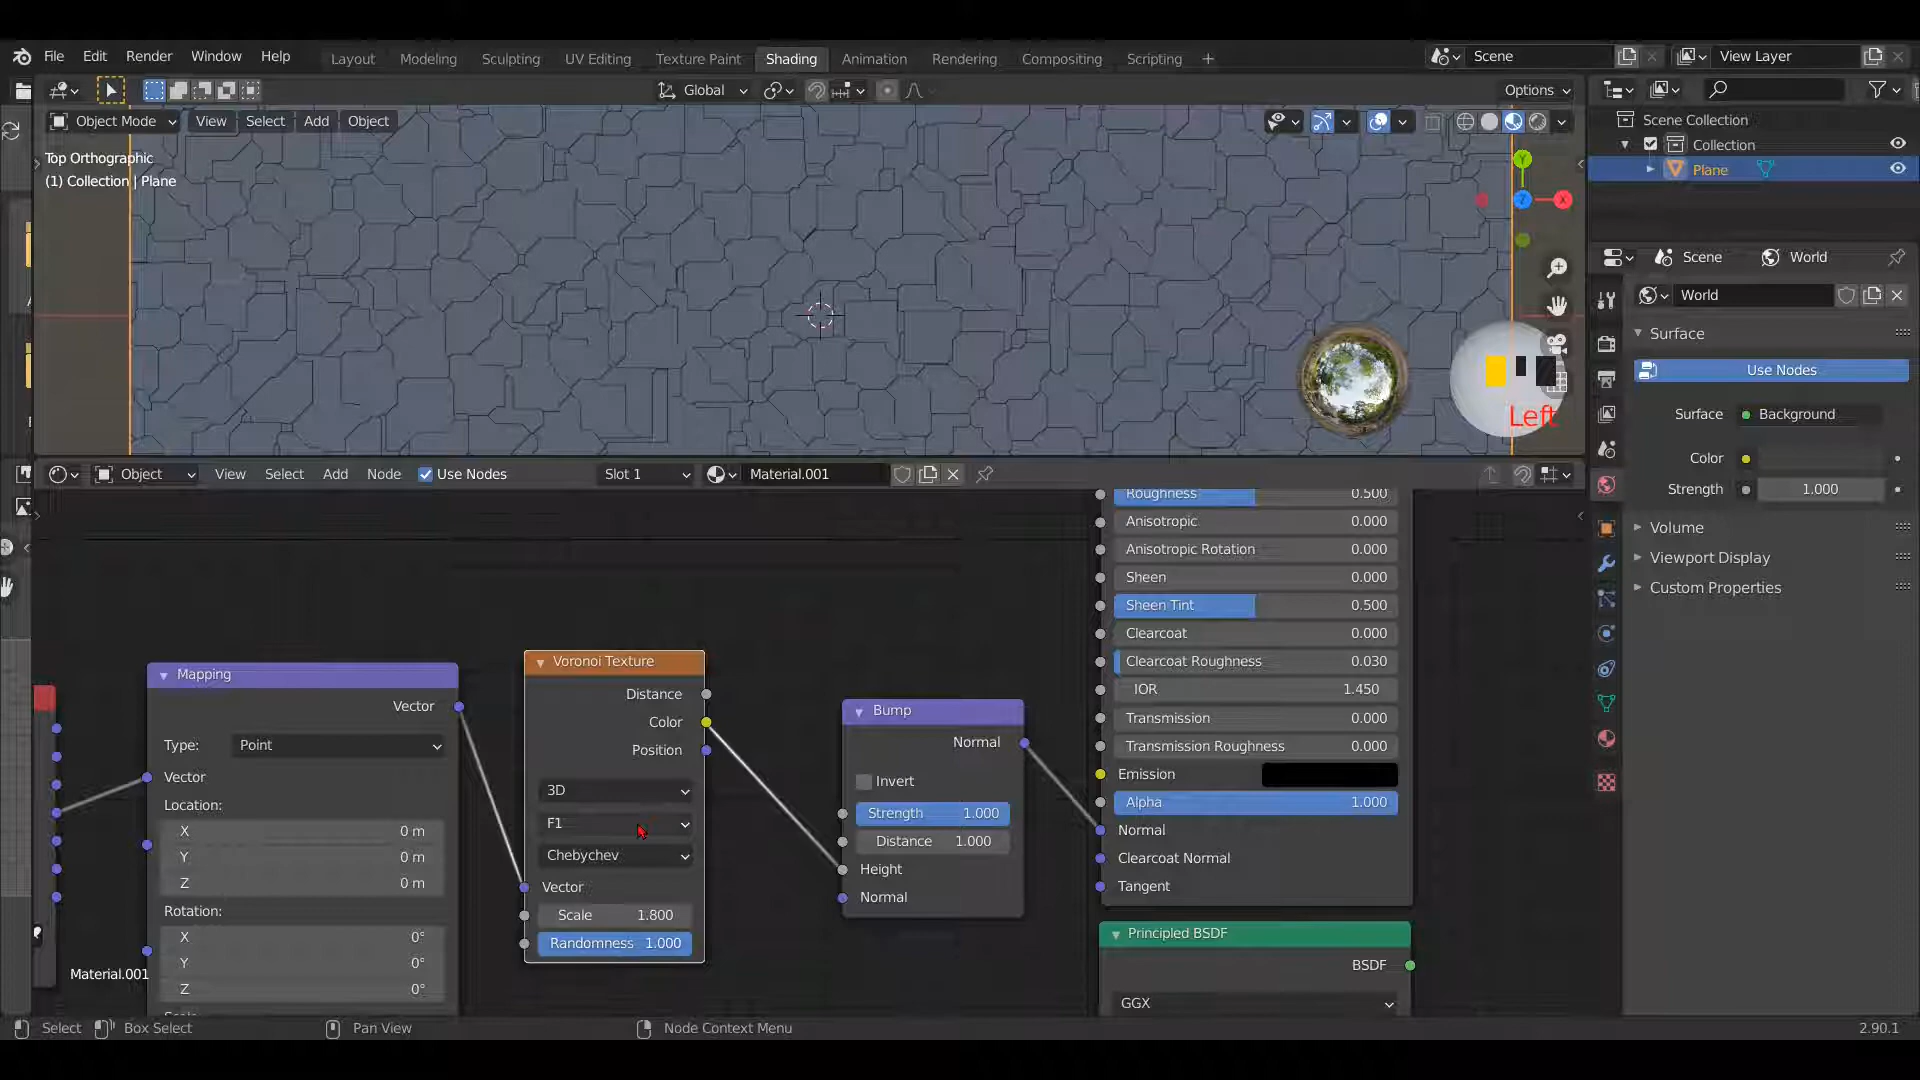 File Edit Render Window Help
Layout Modeling Sculpting UV Editing Texture Paint Shading Animation Rendering Compositing Scripting +
Scene
View Layer
Global
Options
Object Mode View Select Add Object
Top Orthographic
(1) Collection | Plane
Y
Z
X
Left
Scene Collection
Collection
Plane
Scene World
World
Surface
Use Nodes
Surface Background
Color
Strength 1.000
Volume
Viewport Display
Custom Properties
Object View Select Add Node Use Nodes Slot 1 Material.001
Mapping
Vector
Type: Point
Vector
Location:
X 0 m
Y 0 m
Z 0 m
Rotation:
X 0°
Y 0°
Z 0°
Material.001
Voronoi Texture
Distance
Color
Position
3D
F1
Chebychev
Vector
Scale 1.800
Randomness 1.000
Bump
Normal
Invert
Strength 1.000
Distance 1.000
Height
Normal
Roughness 0.500
Anisotropic 0.000
Anisotropic Rotation 0.000
Sheen 0.000
Sheen Tint 0.500
Clearcoat 0.000
Clearcoat Roughness 0.030
IOR 1.450
Transmission 0.000
Transmission Roughness 0.000
Emission
Alpha 1.000
Normal
Clearcoat Normal
Tangent
Principled BSDF
BSDF
GGX
Select Box Select Pan View Node Context Menu 2.90.1